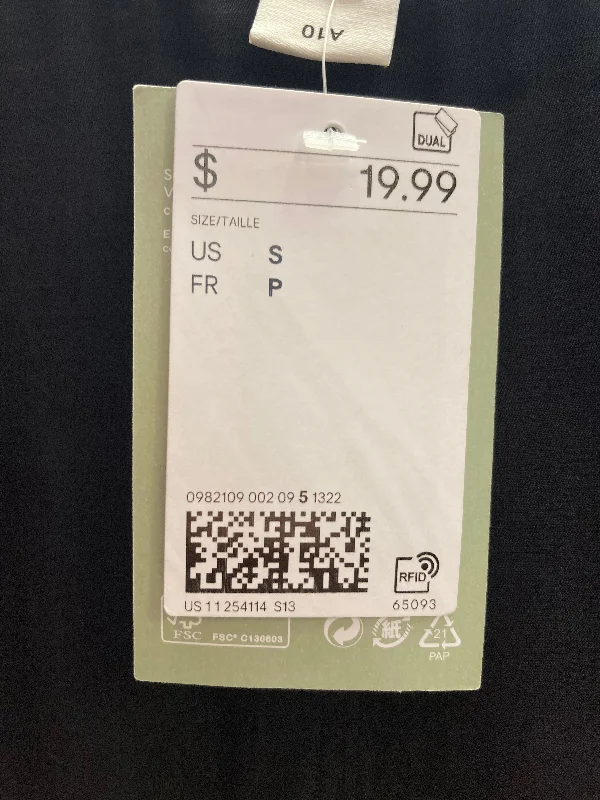 A10
DUAL
$ 19.99
SIZE/TAILLE
US S
FR P
0982109 002 09 5 1322
RFID
US 11 254114 S13 65093
FSC FSC® C130603 紙 21
PAP